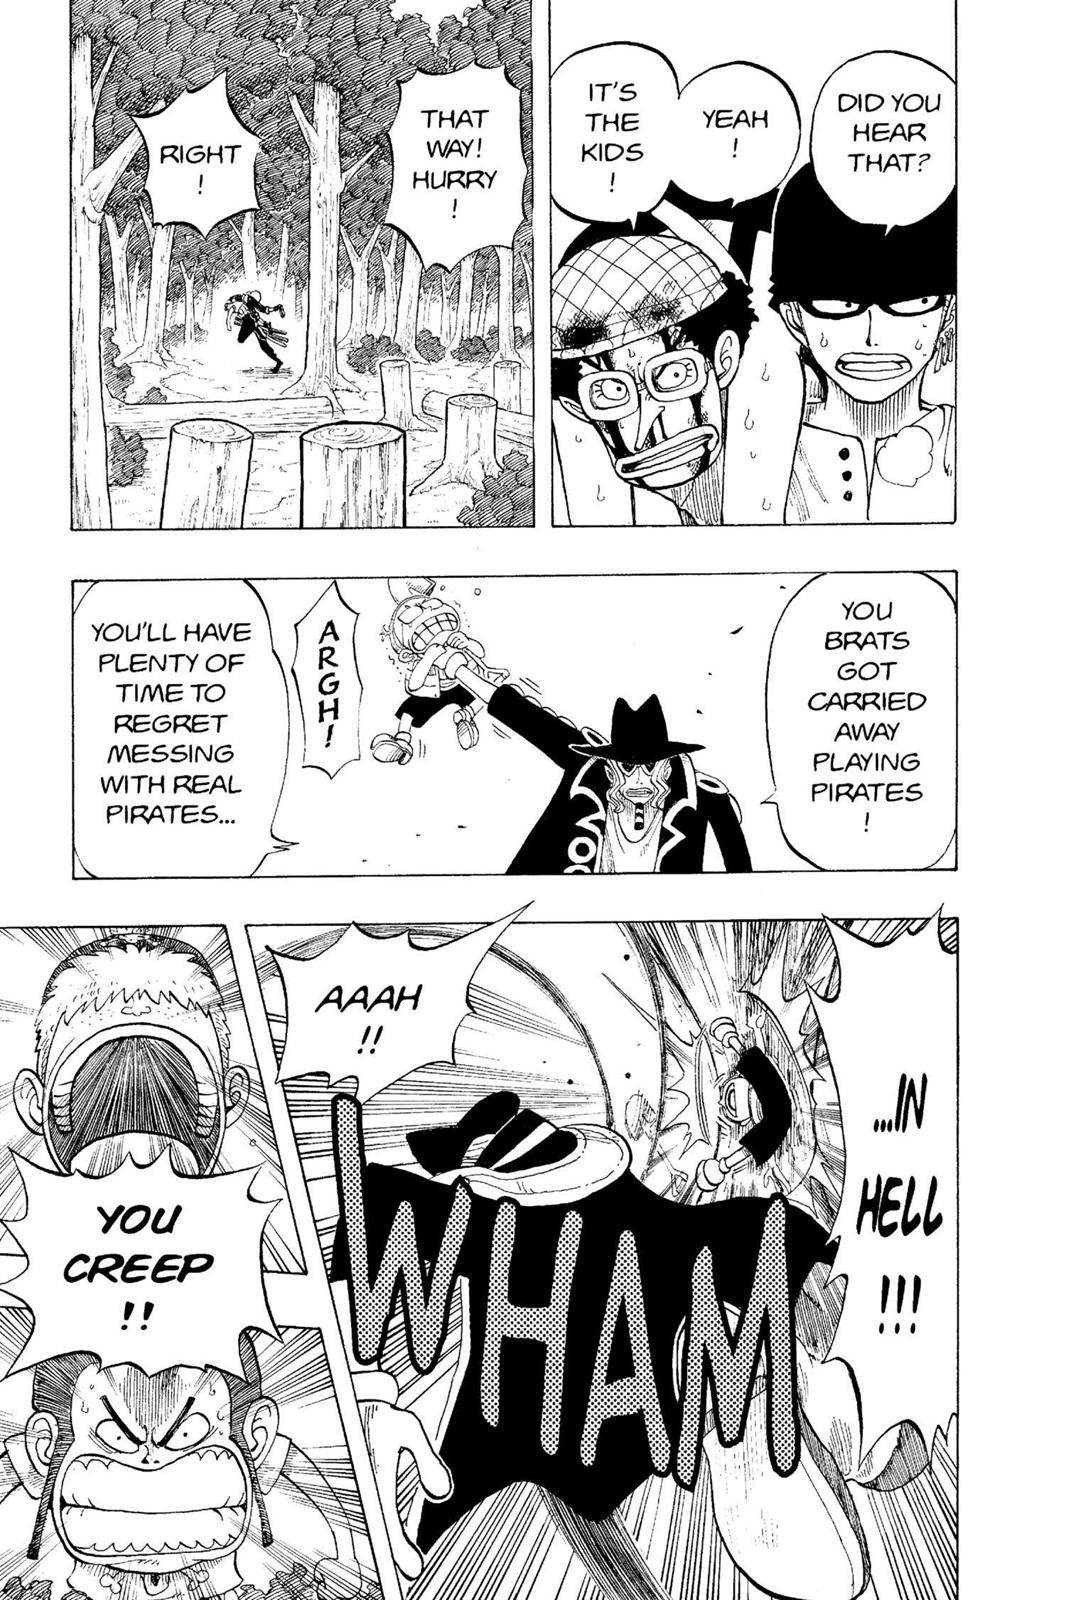 DID YOU
HEAR
THAT?
YEAH
!
IT'S
THE
KIDS
!
THAT
WAY!
HURRY
!
RIGHT
!
YOU
BRATS
GOT
CARRIED
AWAY
PLAYING
PIRATES
!
ARGH!
YOU'LL HAVE
PLENTY OF
TIME TO
REGRET
MESSING
WITH REAL
PIRATES...
...IN
HELL
!!!
AAAH
!!
WHAM
YOU
CREEP
!!